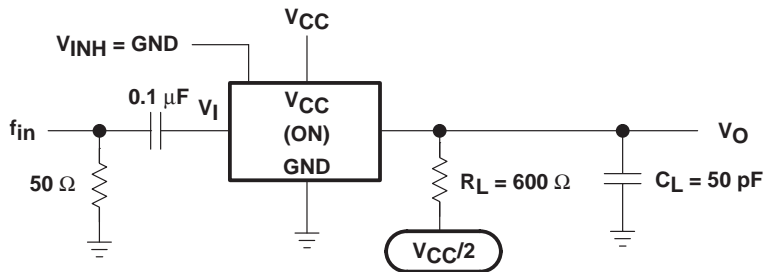 VCC
VINH = GND
0.1 μF
VI
VCC
(ON)
GND
fin
VO
50 Ω
RL = 600 Ω
CL = 50 pF
VCC/2